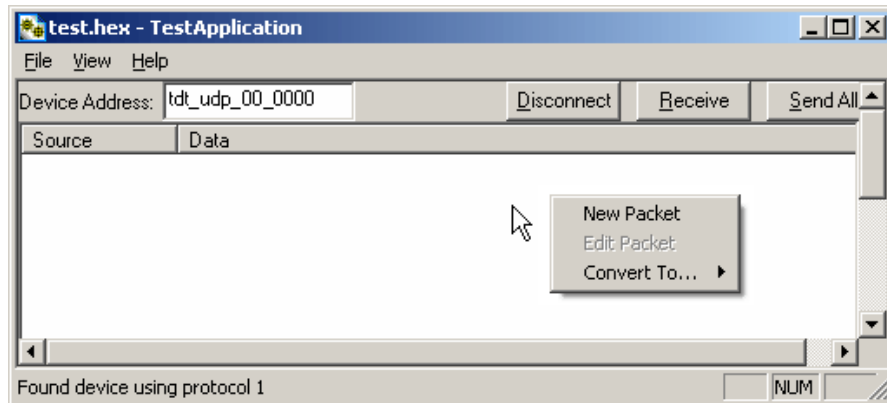 test.hex - TestApplication
File View Help
Device Address: tdt_udp_00_0000 Disconnect Receive Send All
Source Data
New Packet
Edit Packet
Convert To...
Found device using protocol 1 NUM